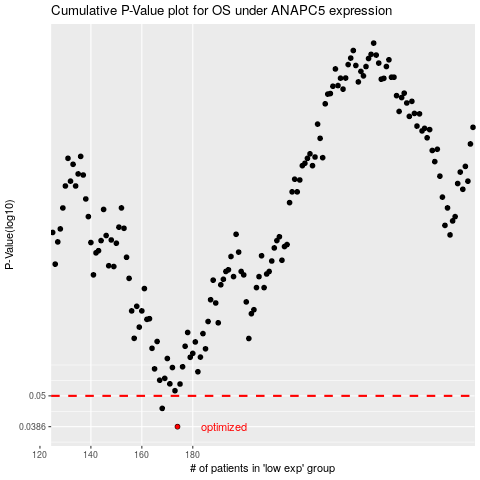 Cumulative P-Value plot for OS under ANAPC5 expression
P-Value(log10)
0.05
0.0386
optimized
120 140 160 180
# of patients in 'low exp' group